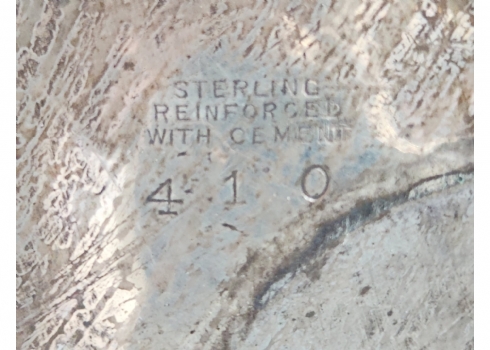 STERLING
REINFORCED
WITH CEMENT
410